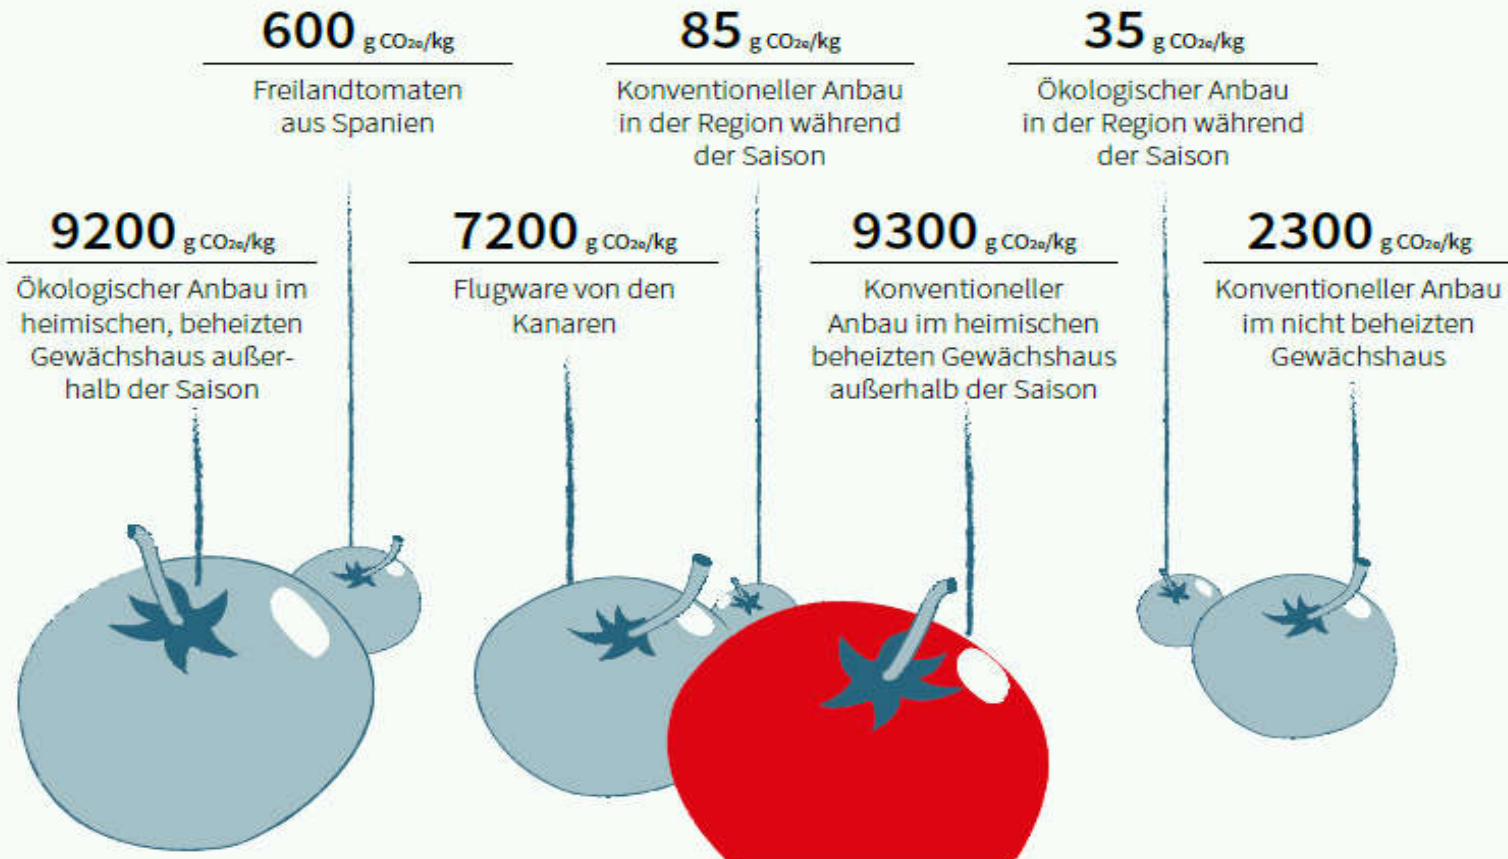 600 g CO₂ₑ/kg
Freilandtomaten
aus Spanien
85 g CO₂ₑ/kg
Konventioneller Anbau
in der Region während
der Saison
35 g CO₂ₑ/kg
Ökologischer Anbau
in der Region während
der Saison
9200 g CO₂ₑ/kg
Ökologischer Anbau im
heimischen, beheizten
Gewächshaus außer-
halb der Saison
7200 g CO₂ₑ/kg
Flugware von den
Kanaren
9300 g CO₂ₑ/kg
Konventioneller
Anbau im heimischen
beheizten Gewächshaus
außerhalb der Saison
2300 g CO₂ₑ/kg
Konventioneller Anbau
im nicht beheizten
Gewächshaus